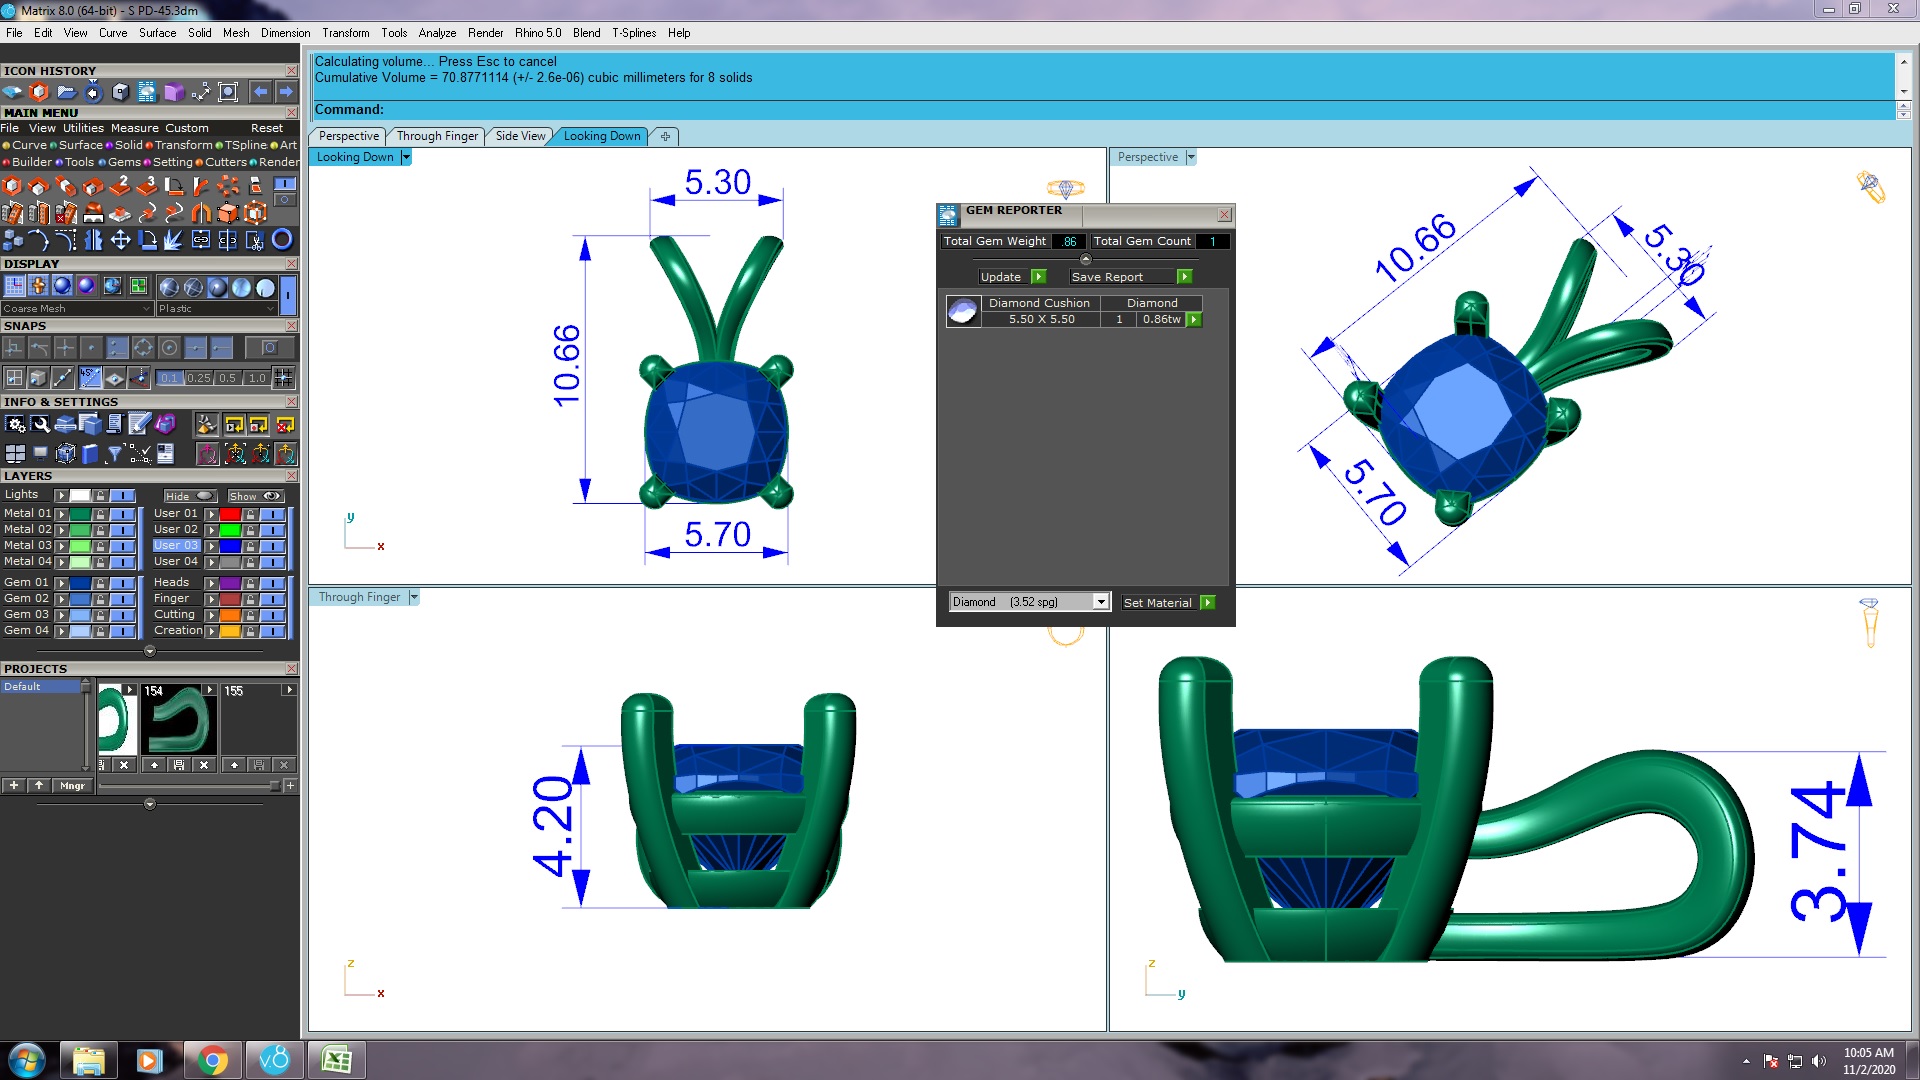 Matrix 8.0 (64-bit) - S PD-45.3dm
File Edit View Curve Surface Solid Mesh Dimension Transform Tools Analyze Render Rhino 5.0 Blend T-Splines Help
Calculating volume... Press Esc to cancel
Cumulative Volume = 70.8771114 (+/- 2.6e-06) cubic millimeters for 8 solids
Command:
ICON HISTORY
MAIN MENU
File View Utilities Measure Custom Reset
Curve Surface Solid Transform TSpline Art
Builder Tools Gems Setting Cutters Render
2 3
DISPLAY
Coarse Mesh Plastic
SNAPS
45° 0.1 0.25 0.5 1.0
INFO & SETTINGS
LAYERS
Lights Hide Show
Metal 01 User 01
Metal 02 User 02
Metal 03 User 03
Metal 04 User 04
Gem 01 Heads
Gem 02 Finger
Gem 03 Cutting
Gem 04 Creation
PROJECTS
Default
154 155
+ Mngr +
Perspective Through Finger Side View Looking Down
Looking Down
5.30
10.66
5.70
y
x
Perspective
10.66
5.30
5.70
GEM REPORTER
Total Gem Weight .86 Total Gem Count 1
Update Save Report
Diamond Cushion Diamond
5.50 X 5.50 1 0.86tw
Diamond (3.52 spg) Set Material
Through Finger
4.20
z
x
3.74
z
y
v8
10:05 AM
11/2/2020